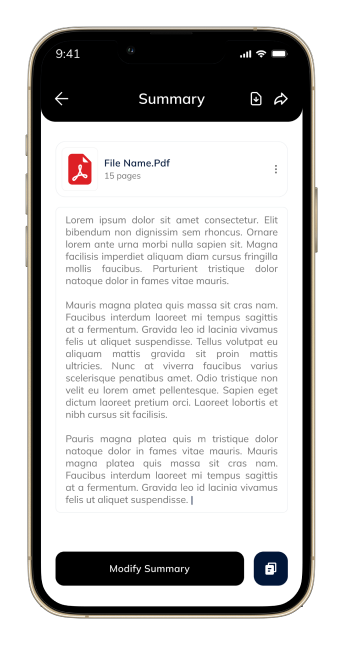 9:41
Summary
File Name.Pdf
15 pages
Lorem ipsum dolor sit amet consectetur. Elit
bibendum non dignissim sem rhoncus. Ornare
lorem ante urna morbi nulla sapien sit. Magna
facilisis imperdiet aliquam diam cursus fringilla
mollis faucibus. Parturient tristique dolor
natoque dolor in fames vitae mauris.
Mauris magna platea quis massa sit cras nam.
Faucibus interdum laoreet mi tempus sagittis
at a fermentum. Gravida leo id lacinia vivamus
felis ut aliquet suspendisse. Tellus volutpat eu
aliquam mattis gravida sit proin mattis
ultricies. Nunc at viverra faucibus varius
scelerisque penatibus amet. Odio tristique non
velit eu lorem amet pellentesque. Sapien eget
dictum laoreet pretium orci. Laoreet lobortis et
nibh cursus sit facilisis.
Pauris magna platea quis m tristique dolor
natoque dolor in fames vitae mauris. Mauris
magna platea quis massa sit cras nam.
Faucibus interdum laoreet mi tempus sagittis
at a fermentum. Gravida leo id lacinia vivamus
felis ut aliquet suspendisse.
Modify Summary